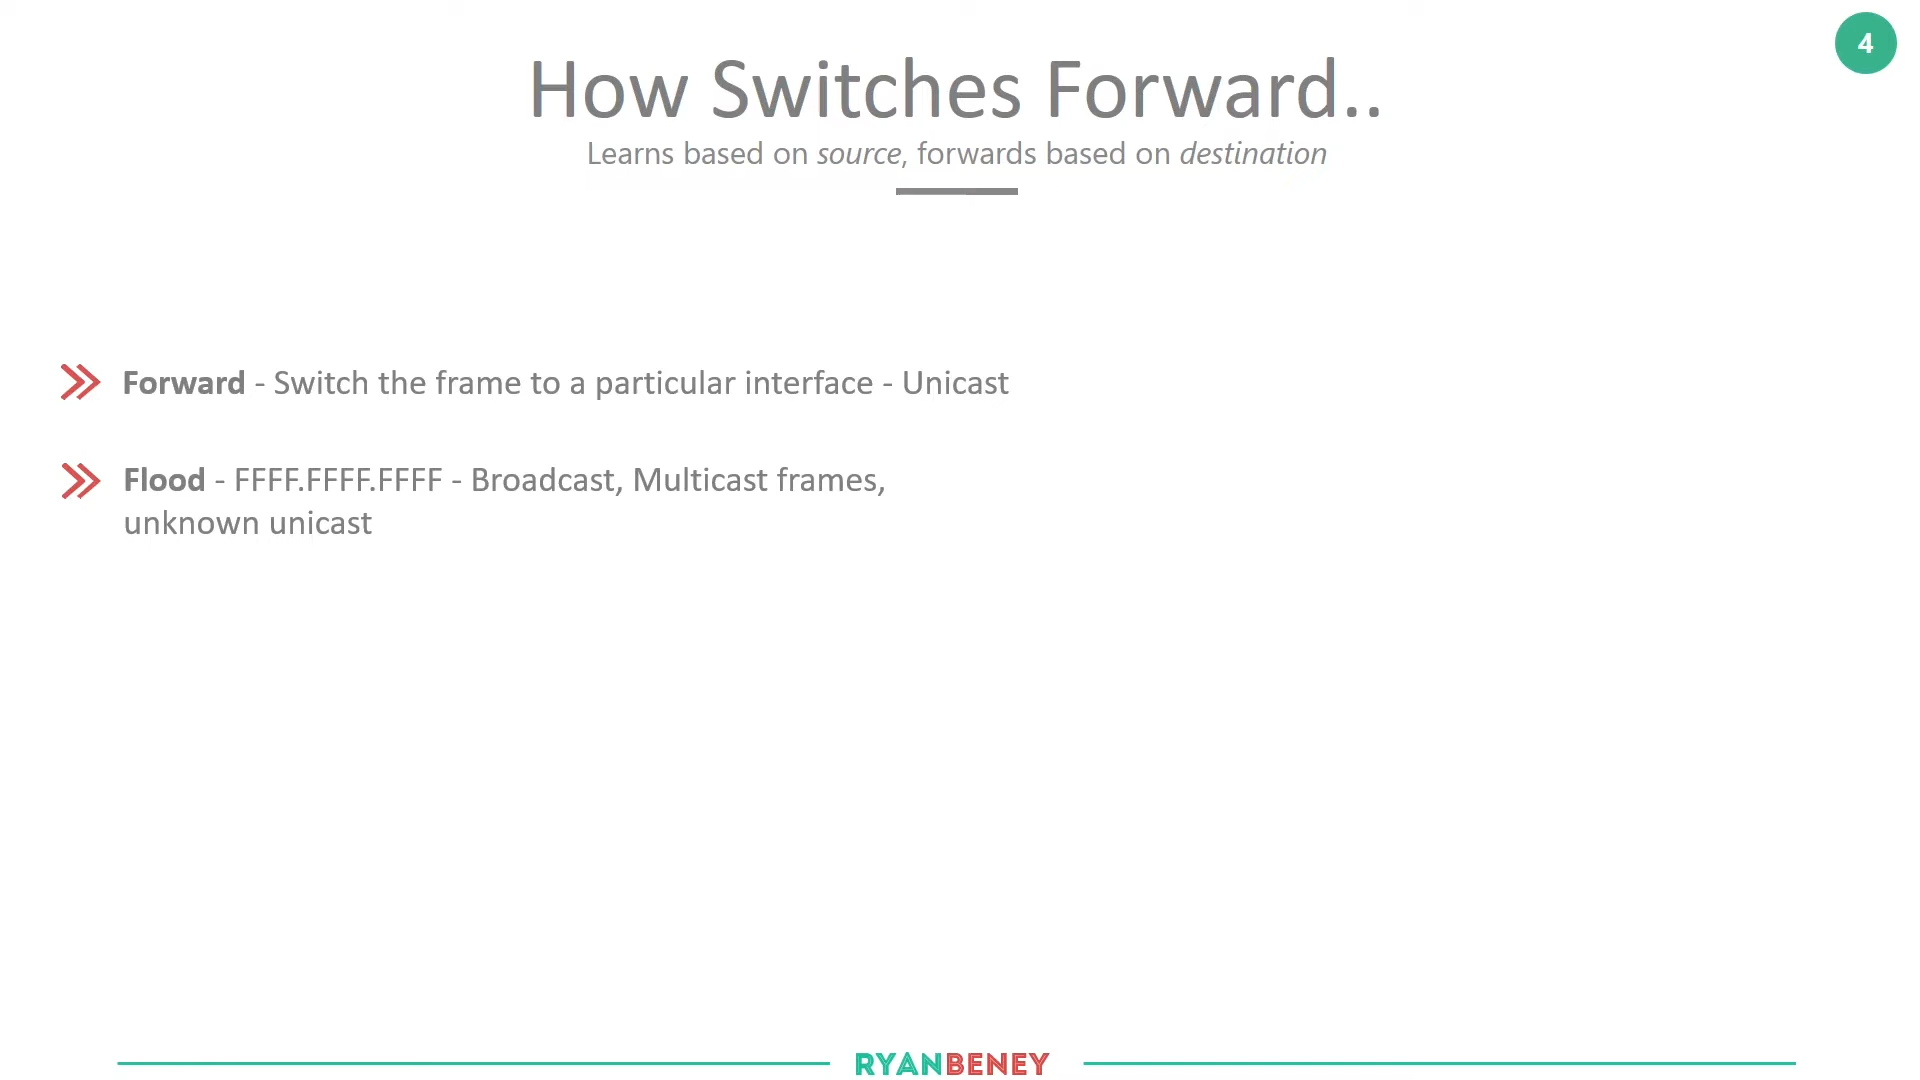 4
How Switches Forward..
Learns based on source, forwards based on destination
Forward - Switch the frame to a particular interface - Unicast
Flood - FFFF.FFFF.FFFF - Broadcast, Multicast frames,
unknown unicast
RYANBENEY